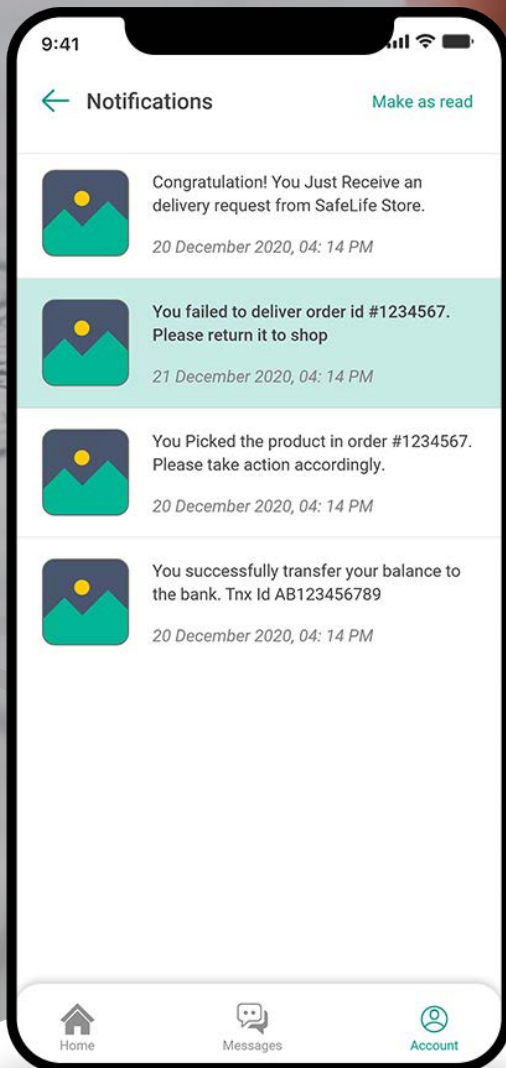 9:41
Notifications
Make as read
Congratulation! You Just Receive an
delivery request from SafeLife Store.
20 December 2020, 04: 14 PM
You failed to deliver order id #1234567.
Please return it to shop
21 December 2020, 04: 14 PM
You Picked the product in order #1234567.
Please take action accordingly.
20 December 2020, 04: 14 PM
You successfully transfer your balance to
the bank. Tnx Id AB123456789
20 December 2020, 04: 14 PM
Home
Messages
Account